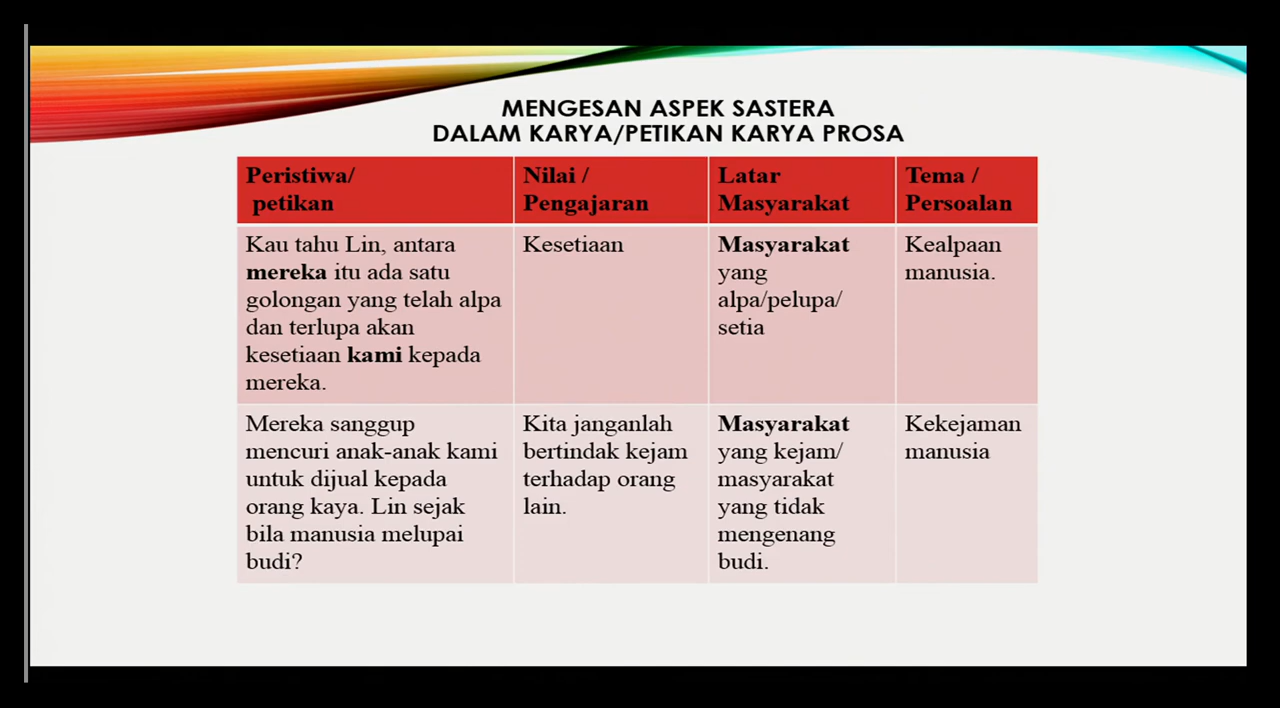 MENGESAN ASPEK SASTERA
DALAM KARYA/PETIKAN KARYA PROSA
Peristiwa/
petikan
Nilai /
Pengajaran
Latar
Masyarakat
Tema /
Persoalan
Kau tahu Lin, antara
mereka itu ada satu
golongan yang telah alpa
dan terlupa akan
kesetiaan kami kepada
mereka.
Kesetiaan
Masyarakat
yang
alpa/pelupa/
setia
Kealpaan
manusia.
Mereka sanggup
mencuri anak-anak kami
untuk dijual kepada
orang kaya. Lin sejak
bila manusia melupai
budi?
Kita janganlah
bertindak kejam
terhadap orang
lain.
Masyarakat
yang kejam/
masyarakat
yang tidak
mengenang
budi.
Kekejaman
manusia